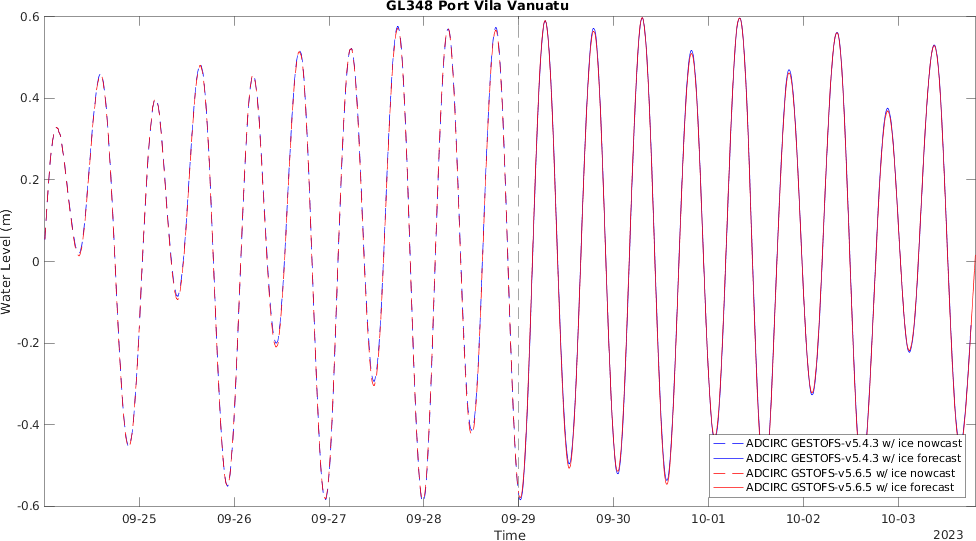 GL348 Port Vila Vanuatu
0.6
0.4
0.2
0
-0.2
-0.4
-0.6
Water Level (m)
ADCIRC GESTOFS-v5.4.3 w/ ice nowcast
ADCIRC GESTOFS-v5.4.3 w/ ice forecast
ADCIRC GSTOFS-v5.6.5 w/ ice nowcast
ADCIRC GSTOFS-v5.6.5 w/ ice forecast
09-25 09-26 09-27 09-28 09-29 09-30 10-01 10-02 10-03
Time
2023